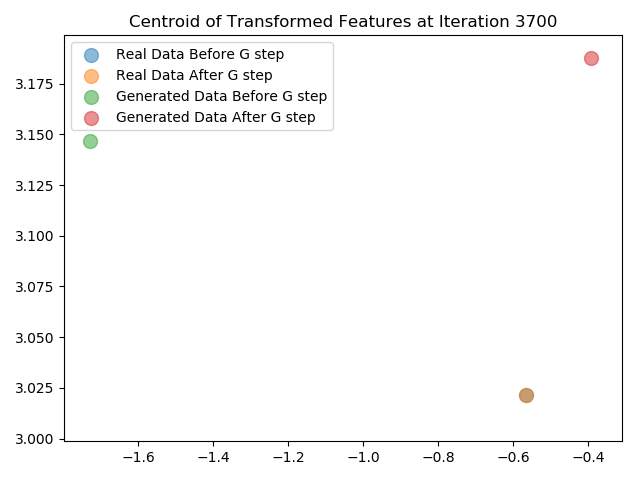 Centroid of Transformed Features at Iteration 3700
Real Data Before G step
Real Data After G step
Generated Data Before G step
Generated Data After G step
3.175
3.150
3.125
3.100
3.075
3.050
3.025
3.000
−1.6 −1.4 −1.2 −1.0 −0.8 −0.6 −0.4